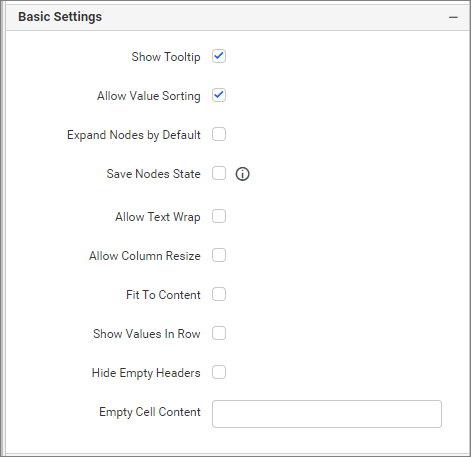 Basic Settings
Show Tooltip
Allow Value Sorting
Expand Nodes by Default
Save Nodes State
Allow Text Wrap
Allow Column Resize
Fit To Content
Show Values In Row
Hide Empty Headers
Empty Cell Content